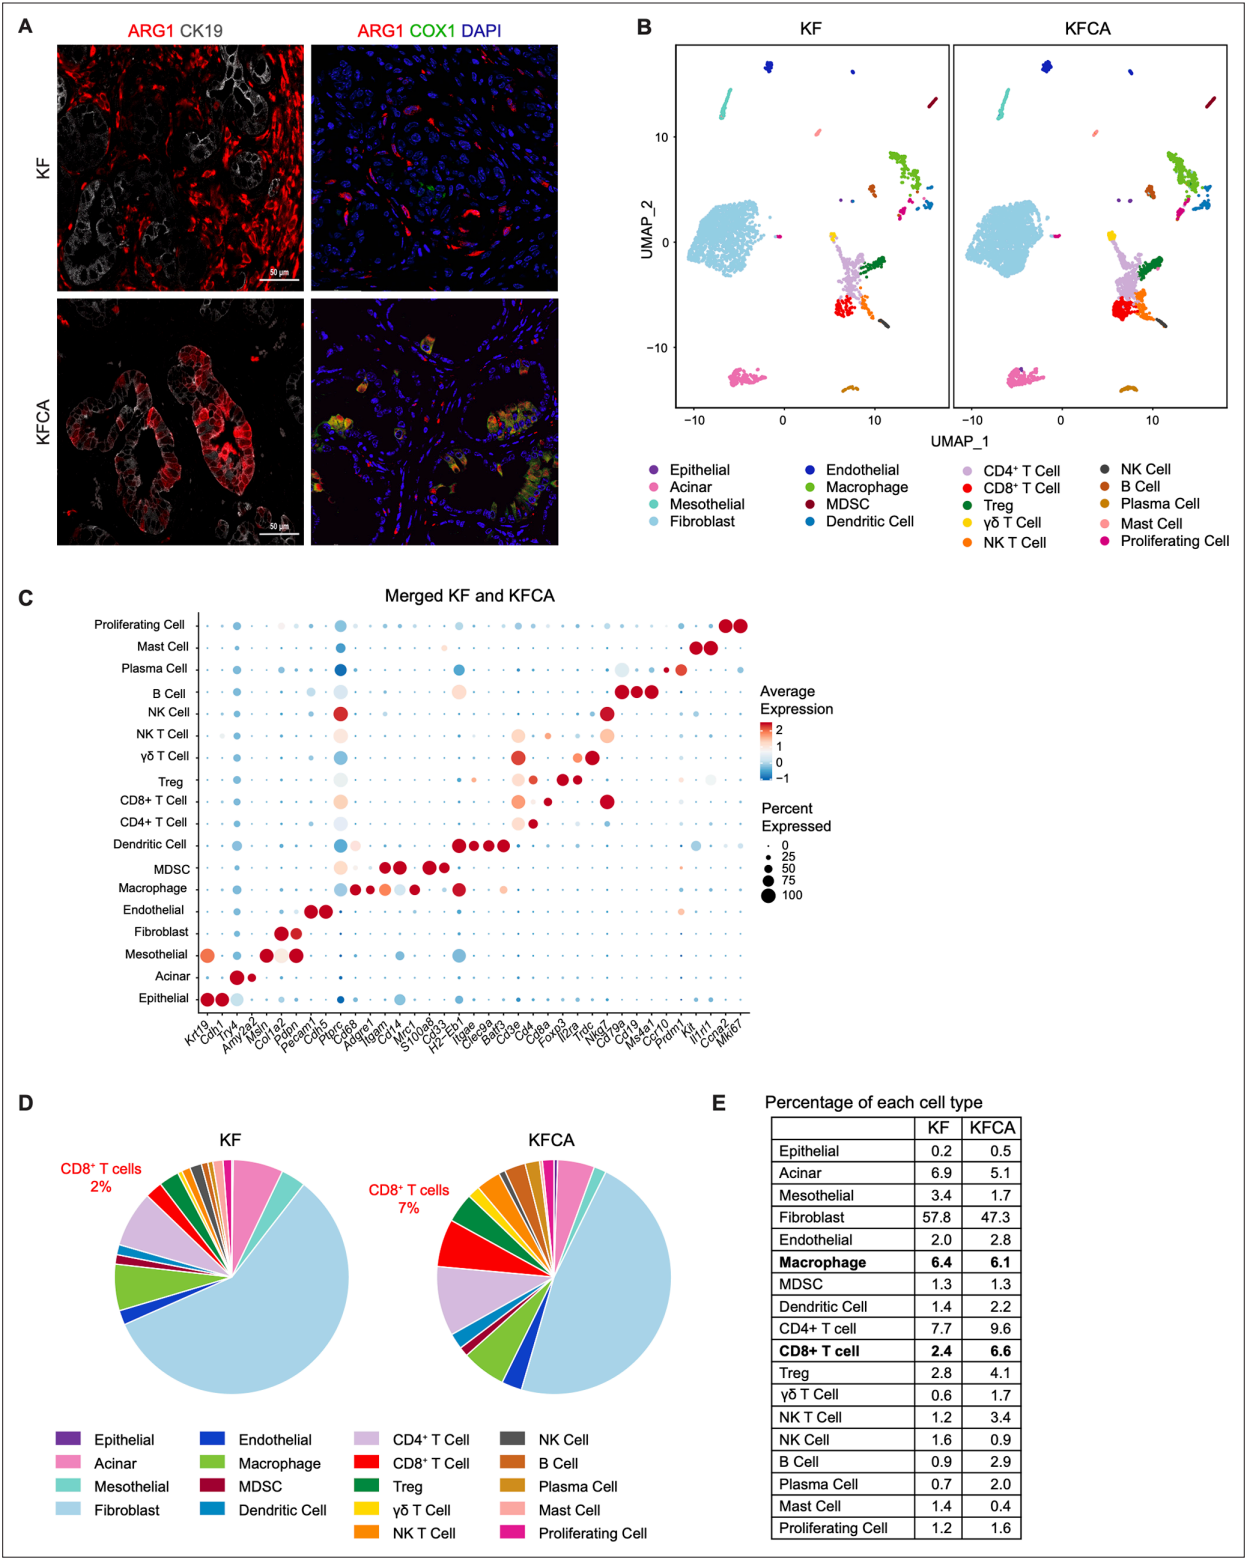 A
ARG1 CK19
ARG1 COX1 DAPI
KF
KFCA
50 µm
50 µm
B
KF
KFCA
UMAP_2
10
0
−10
−10
0
10
−10
0
10
UMAP_1
Epithelial
Acinar
Mesothelial
Fibroblast
Endothelial
Macrophage
MDSC
Dendritic Cell
CD4+ T Cell
CD8+ T Cell
Treg
γδ T Cell
NK T Cell
NK Cell
B Cell
Plasma Cell
Mast Cell
Proliferating Cell
C
Merged KF and KFCA
Proliferating Cell
Mast Cell
Plasma Cell
B Cell
NK Cell
NK T Cell
γδ T Cell
Treg
CD8+ T Cell
CD4+ T Cell
Dendritic Cell
MDSC
Macrophage
Endothelial
Fibroblast
Mesothelial
Acinar
Epithelial
Krt19
Cdh1
Try4
Amy2a2
Msln
Col1a2
Pdpn
Pecam1
Cdh5
Ptprc
Cd68
Adgre1
Itgam
Cd14
Mrc1
S100a8
Cd33
H2−Eb1
Itgae
Clec9a
Batf3
Cd3e
Cd4
Cd8a
Foxp3
Il2ra
Trdc
Nkg7
Cd79a
Cd19
Ms4a1
Ccr10
Prdm1
Kit
Il1rl1
Ccna2
Mki67
Average
Expression
2
1
0
−1
Percent
Expressed
0
25
50
75
100
D
KF
KFCA
CD8+ T cells
2%
CD8+ T cells
7%
Epithelial
Acinar
Mesothelial
Fibroblast
Endothelial
Macrophage
MDSC
Dendritic Cell
CD4+ T Cell
CD8+ T Cell
Treg
γδ T Cell
NK T Cell
NK Cell
B Cell
Plasma Cell
Mast Cell
Proliferating Cell
E
Percentage of each cell type
KF KFCA
Epithelial 0.2 0.5
Acinar 6.9 5.1
Mesothelial 3.4 1.7
Fibroblast 57.8 47.3
Endothelial 2.0 2.8
Macrophage 6.4 6.1
MDSC 1.3 1.3
Dendritic Cell 1.4 2.2
CD4+ T cell 7.7 9.6
CD8+ T cell 2.4 6.6
Treg 2.8 4.1
γδ T Cell 0.6 1.7
NK T Cell 1.2 3.4
NK Cell 1.6 0.9
B Cell 0.9 2.9
Plasma Cell 0.7 2.0
Mast Cell 1.4 0.4
Proliferating Cell 1.2 1.6